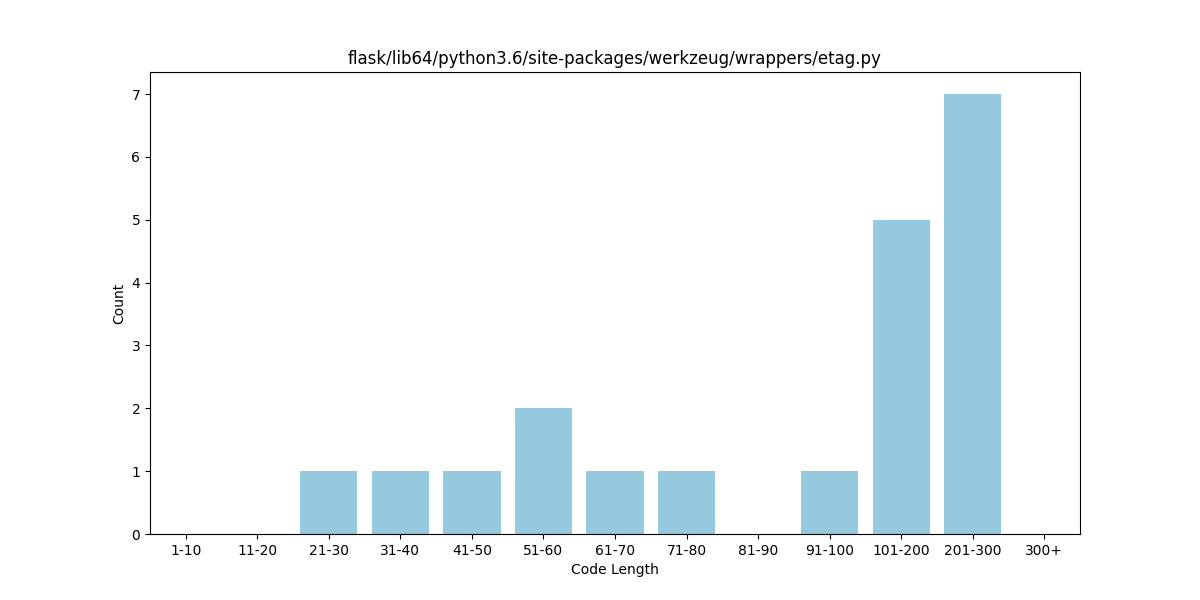 flask/lib64/python3.6/site-packages/werkzeug/wrappers/etag.py
7
6
5
4
3
2
1
0
Count
1-10 11-20 21-30 31-40 41-50 51-60 61-70 71-80 81-90 91-100 101-200 201-300 300+
Code Length